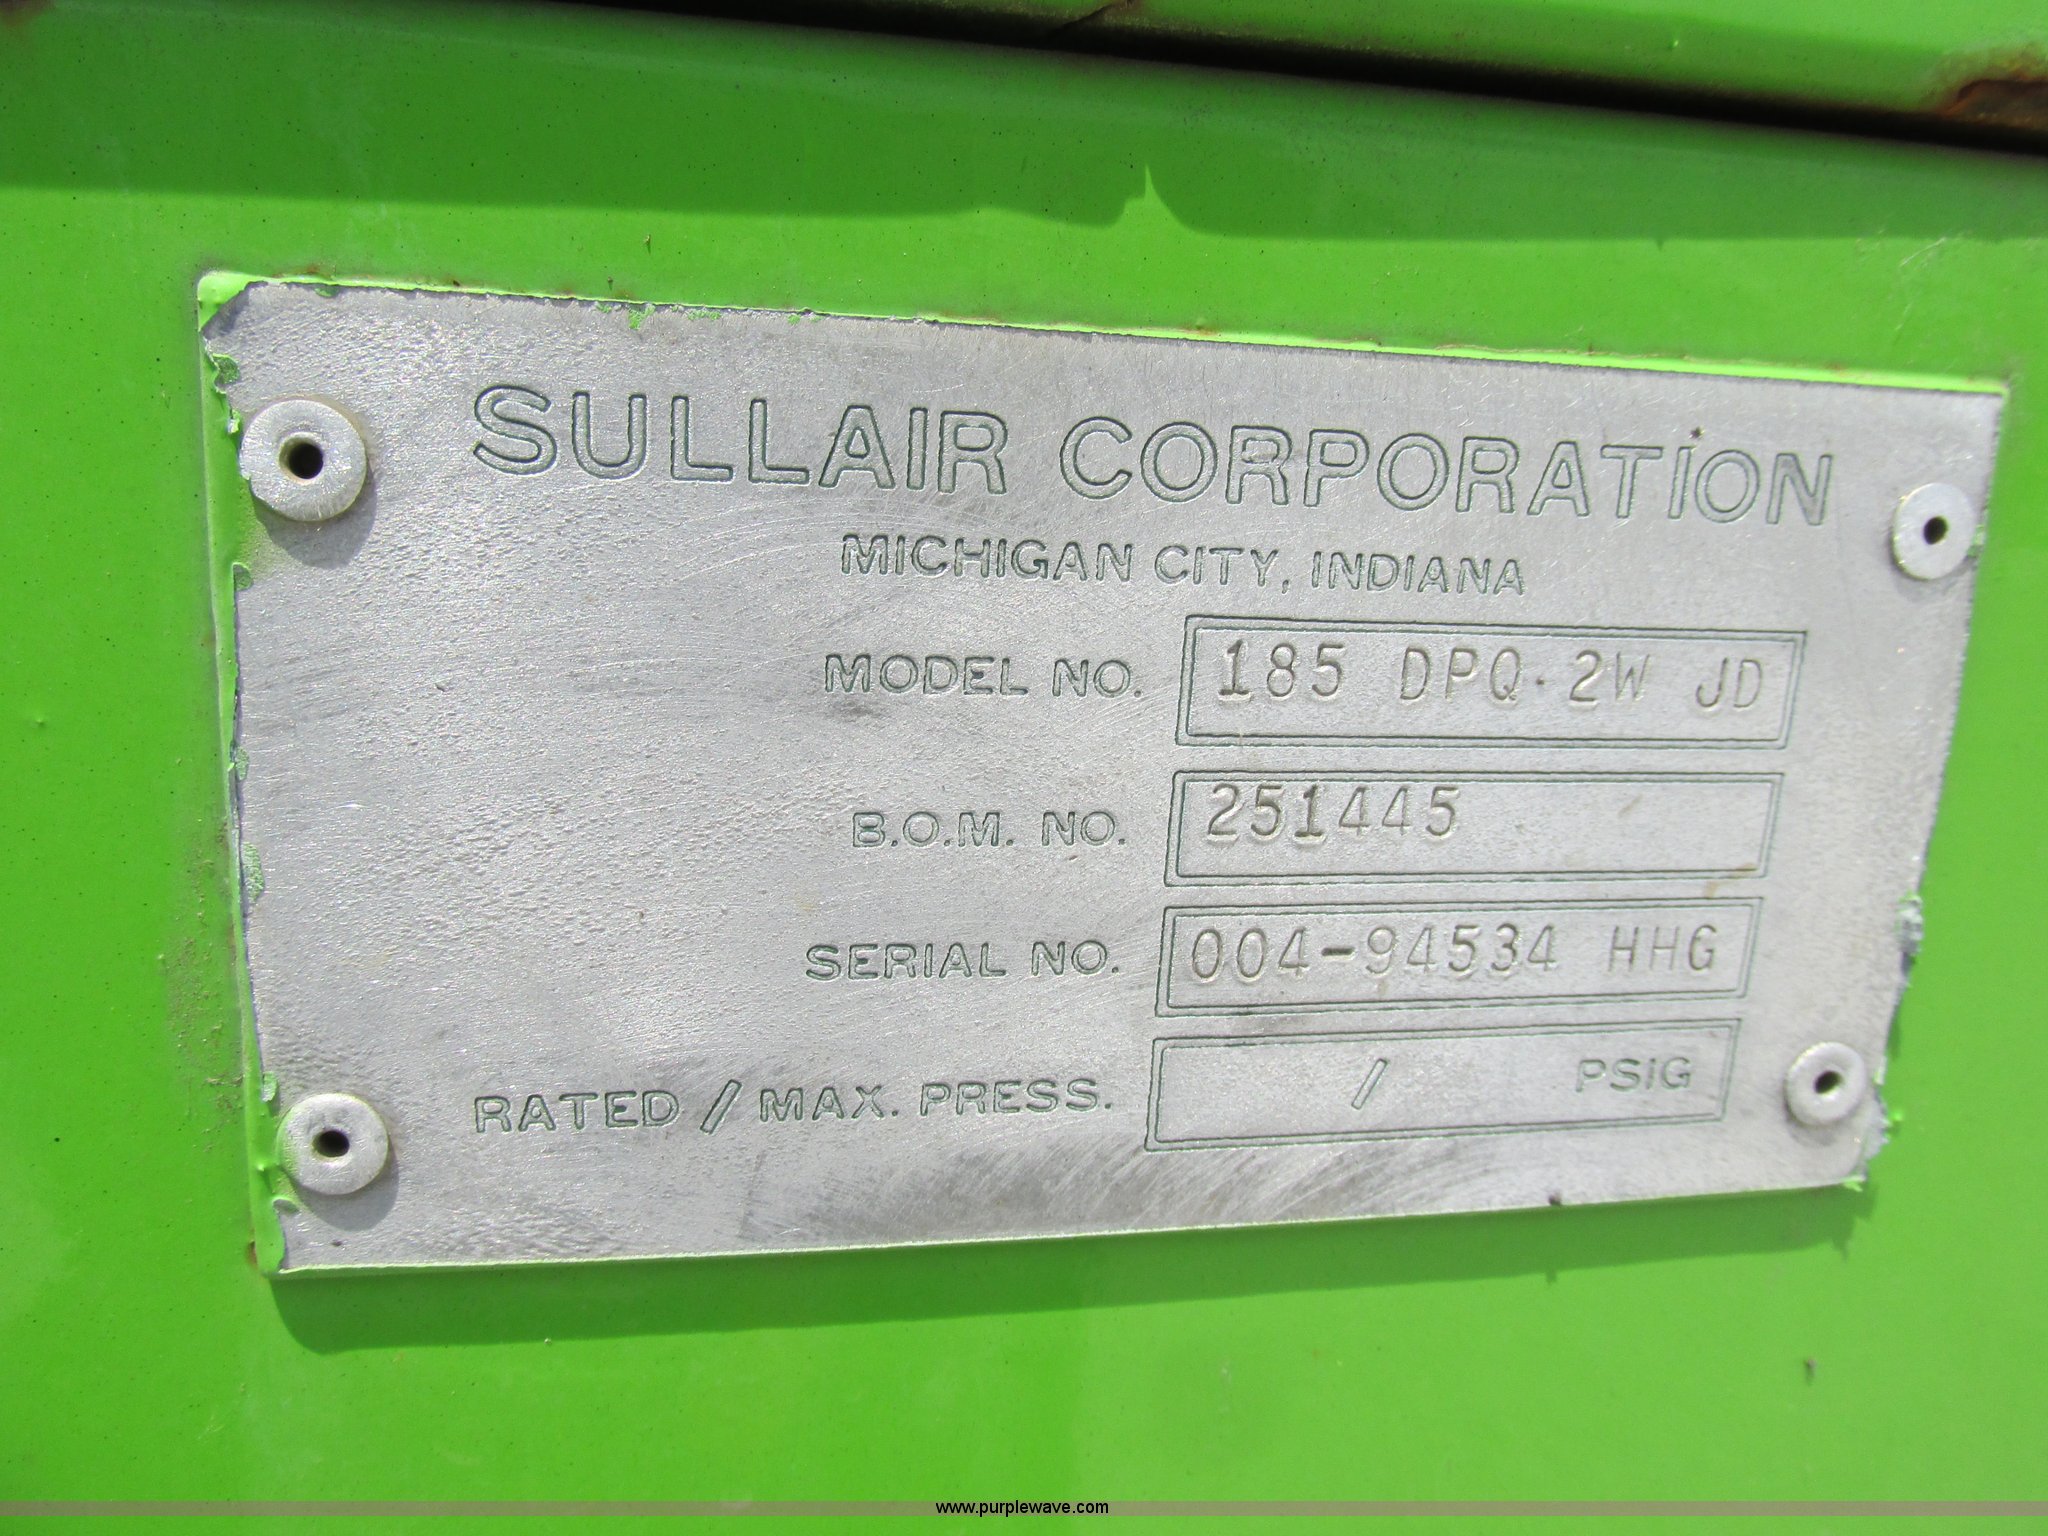 SULLAIR CORPORATION
MICHIGAN CITY, INDIANA
MODEL NO. 185 DPQ·2W JD
B.O.M. NO. 251445
SERIAL NO. 004-94534 HHG
RATED / MAX. PRESS. / PSIG
www.purplewave.com